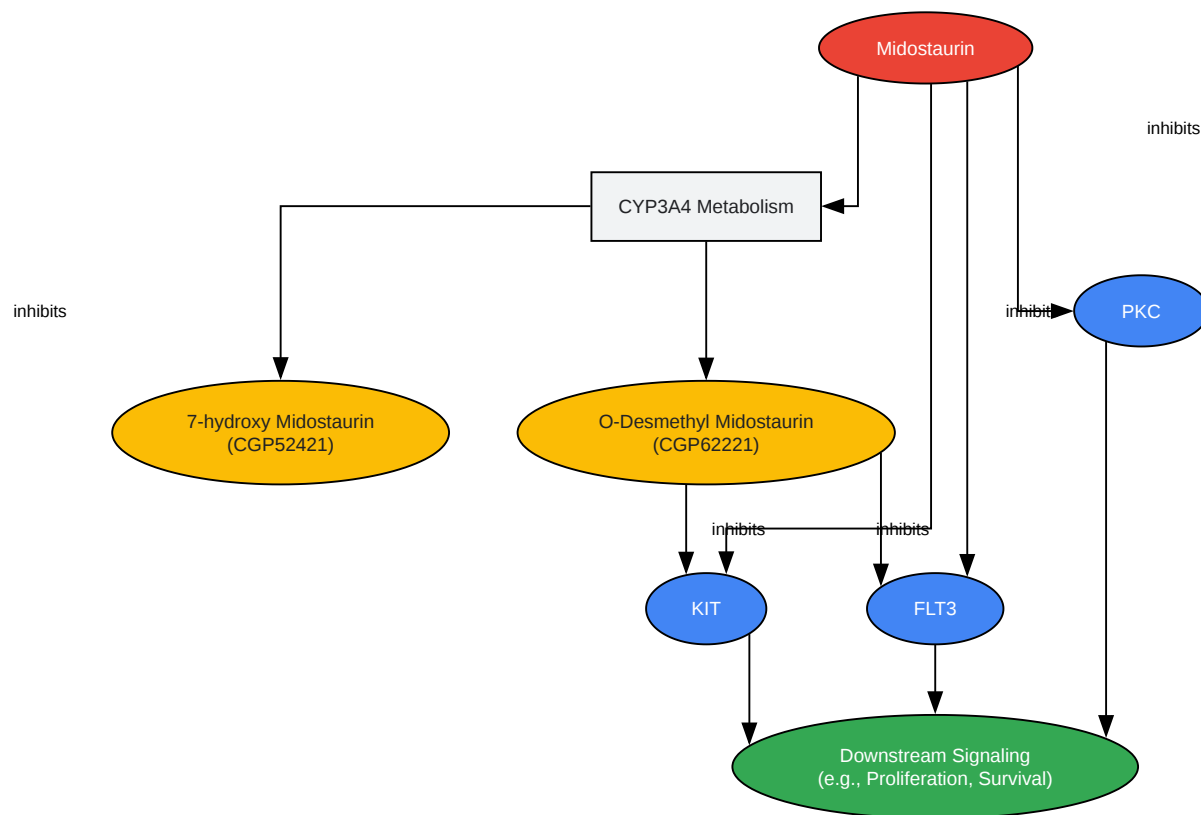 Midostaurin
inhibits
CYP3A4 Metabolism
inhibits
inhibits
PKC
7-hydroxy Midostaurin
(CGP52421)
O-Desmethyl Midostaurin
(CGP62221)
inhibits
inhibits
KIT
FLT3
Downstream Signaling
(e.g., Proliferation, Survival)